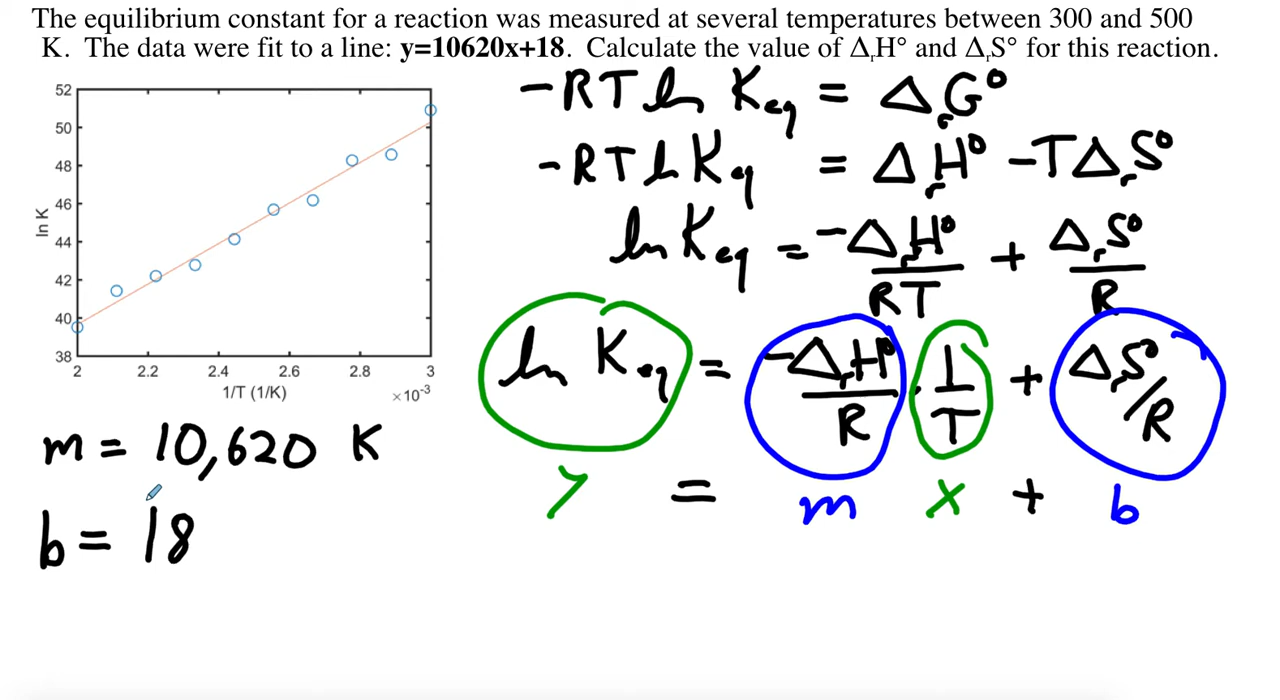 The equilibrium constant for a reaction was measured at several temperatures between 300 and 500
K. The data were fit to a line: y=10620x+18. Calculate the value of ΔᵣH° and ΔᵣS° for this reaction.
52
50
48
46
44
42
40
38
ln K
2 2.2 2.4 2.6 2.8 3
1/T (1/K)
×10⁻³
-RT ln Keq = ΔᵣG°
-RT ln Keq = ΔᵣH° - TΔᵣS°
ln Keq = -ΔᵣH°/RT + ΔᵣS°/R
ln Keq = -ΔᵣH°/R · 1/T + ΔᵣS°/R
y = m x + b
m = 10,620 K
b = 18